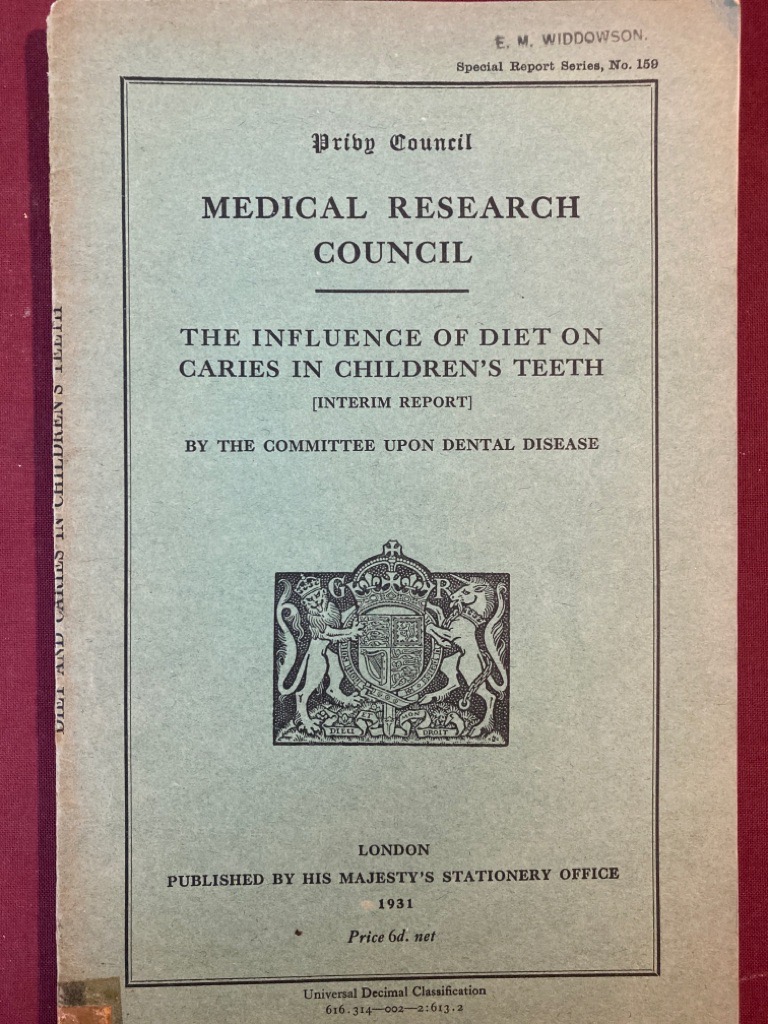 E. M. WIDDOWSON.
Special Report Series, No. 159
Privy Council
MEDICAL RESEARCH
COUNCIL
THE INFLUENCE OF DIET ON
CARIES IN CHILDREN'S TEETH
[INTERIM REPORT]
BY THE COMMITTEE UPON DENTAL DISEASE
G R
DIEU DROIT
LONDON
PUBLISHED BY HIS MAJESTY'S STATIONERY OFFICE
1931
Price 6d. net
Universal Decimal Classification
616.314—002—2:613.2
DIET AND CARIES IN CHILDREN'S TEETH